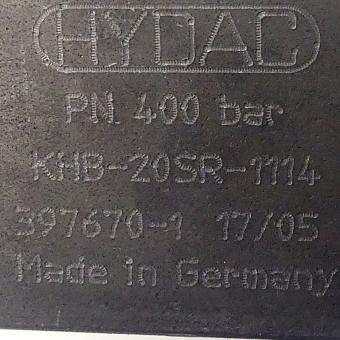 HYDAC
PN 400 bar
KHB-20SR-1114
397670-1 17/05
Made in Germany